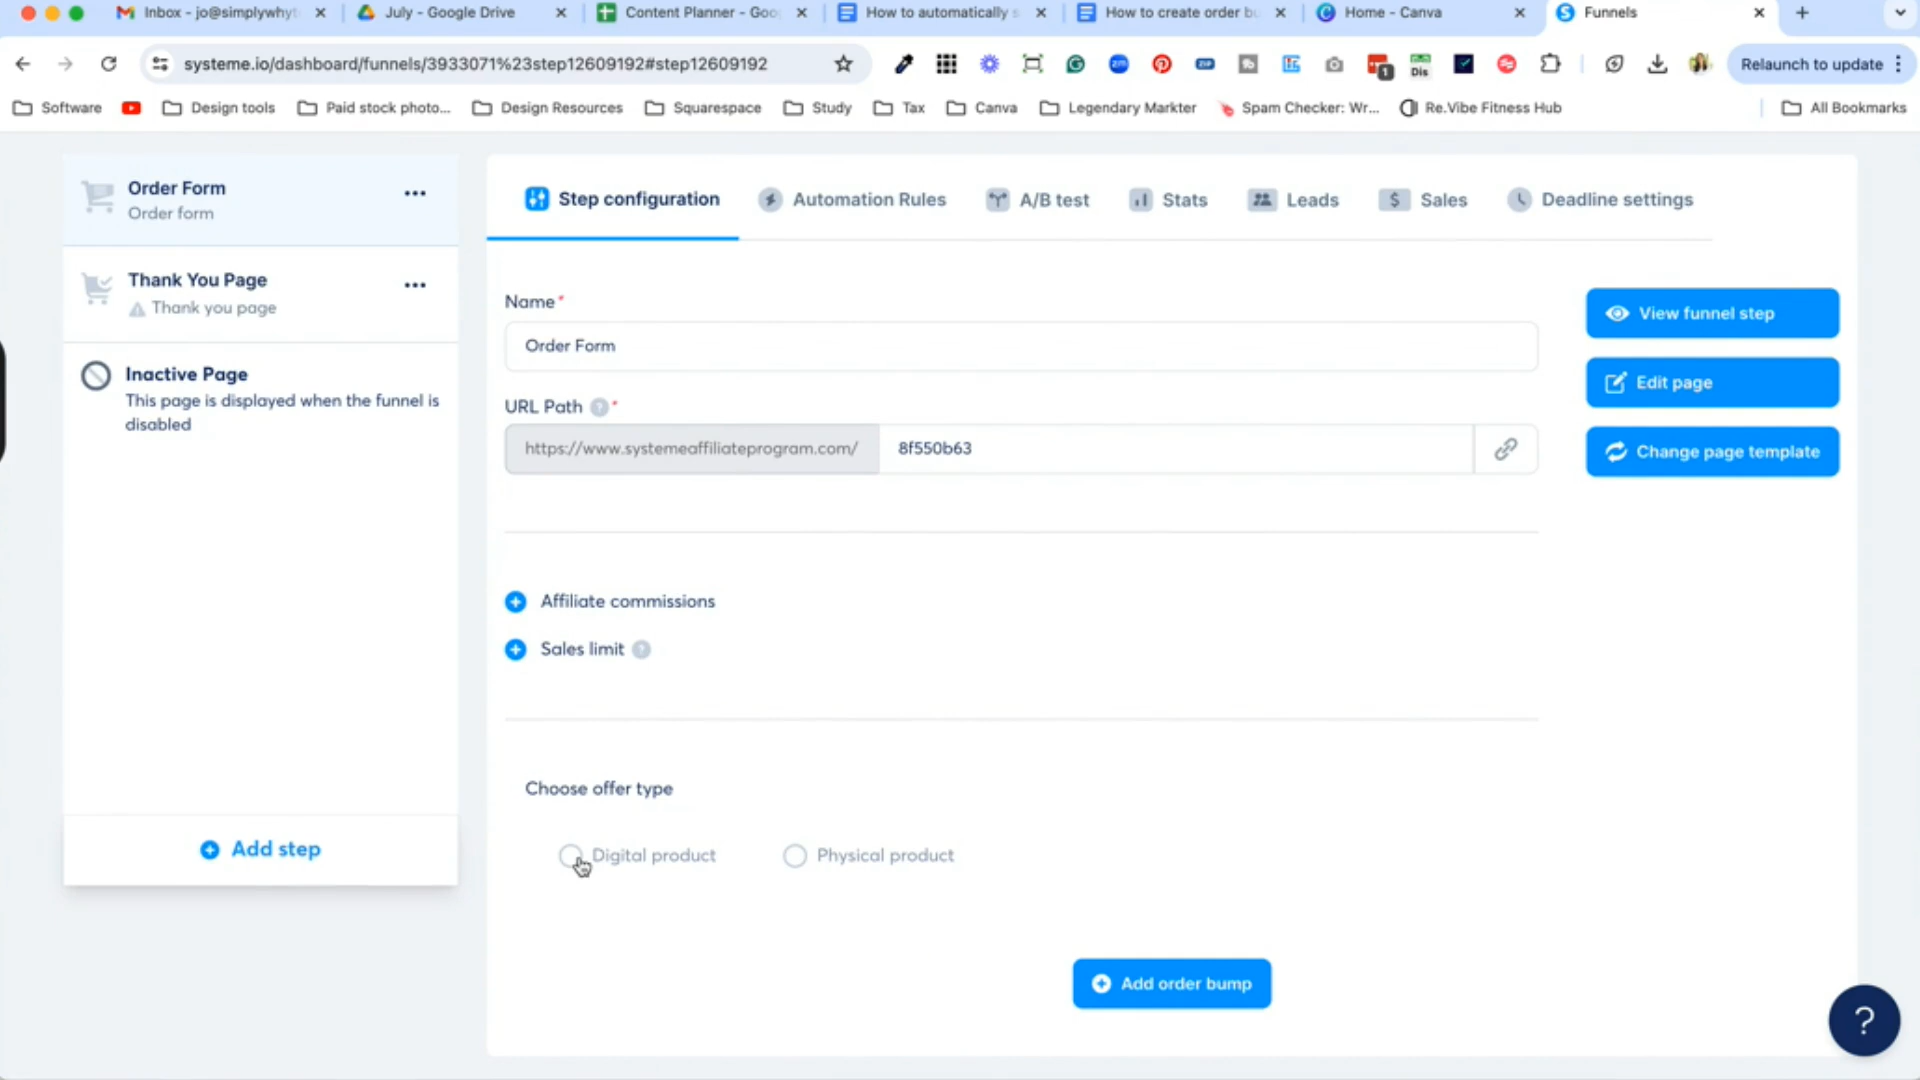 Inbox - jo@simplywhyt
July - Google Drive
Content Planner - Goo
How to automatically s
How to create order bu
Home - Canva
Funnels
systeme.io/dashboard/funnels/3933071%23step12609192#step12609192
zm
ZIP
1
Dis
Relaunch to update
Software
Design tools
Paid stock photo...
Design Resources
Squarespace
Study
Tax
Canva
Legendary Markter
Spam Checker: Wr...
Re.Vibe Fitness Hub
All Bookmarks
Order Form
Order form
Thank You Page
Thank you page
Inactive Page
This page is displayed when the funnel is
disabled
Add step
Step configuration
Automation Rules
A/B test
Stats
Leads
Sales
Deadline settings
Name*
Order Form
URL Path ? *
https://www.systemeaffiliateprogram.com/
8f550b63
View funnel step
Edit page
Change page template
Affiliate commissions
Sales limit ?
Choose offer type
Digital product
Physical product
Add order bump
?